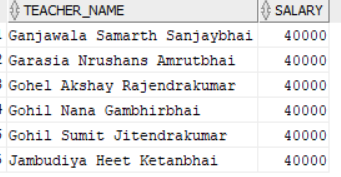 TEACHER_NAME SALARY
Ganjawala Samarth Sanjaybhai 40000
Garasia Nrushans Amrutbhai 40000
Gohel Akshay Rajendrakumar 40000
Gohil Nana Gambhirbhai 40000
Gohil Sumit Jitendrakumar 40000
Jambudiya Heet Ketanbhai 40000